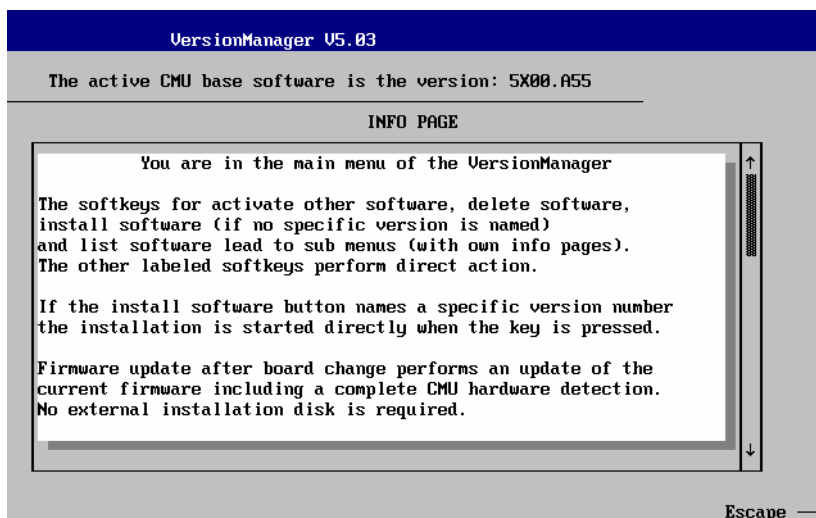 VersionManager V5.03
The active CMU base software is the version: 5X00.A55
INFO PAGE
You are in the main menu of the VersionManager
The softkeys for activate other software, delete software,
install software (if no specific version is named)
and list software lead to sub menus (with own info pages).
The other labeled softkeys perform direct action.
If the install software button names a specific version number
the installation is started directly when the key is pressed.
Firmware update after board change performs an update of the
current firmware including a complete CMU hardware detection.
No external installation disk is required.
Escape